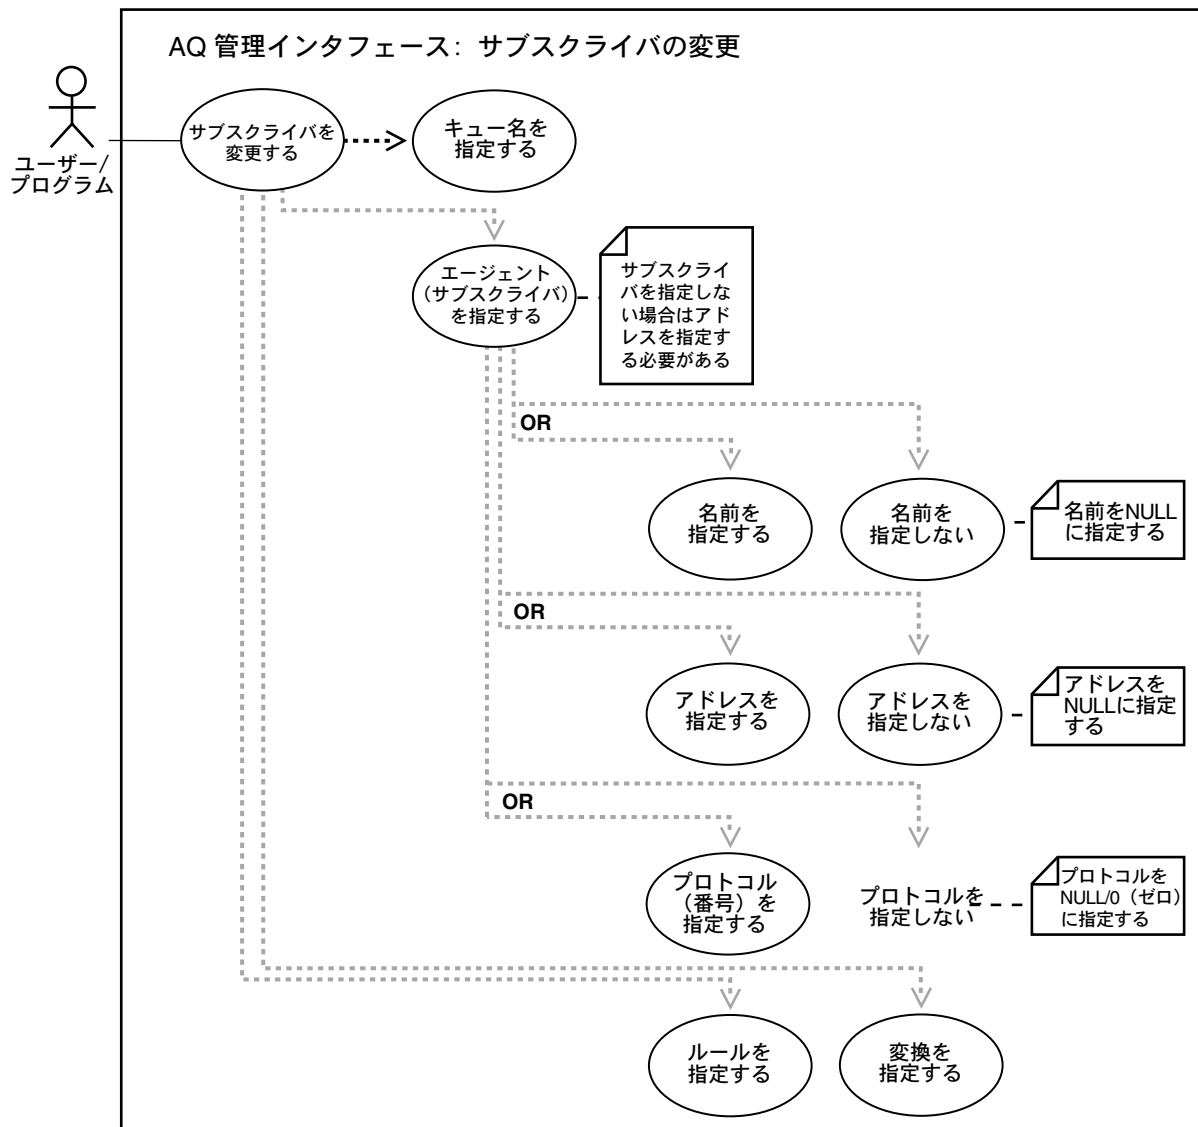 AQ 管理インタフェース: サブスクライバの変更
ユーザー/
プログラム
サブスクライバを
変更する
キュー名を
指定する
エージェント
(サブスクライバ)
を指定する
サブスクライ
バを指定しな
い場合はアド
レスを指定す
る必要がある
OR
名前を
指定する
名前を
指定しない
名前をNULL
に指定する
OR
アドレスを
指定する
アドレスを
指定しない
アドレスを
NULLに指定
する
OR
プロトコル
(番号)を
指定する
プロトコルを
指定しない
プロトコルを
NULL/0(ゼロ)
に指定する
ルールを
指定する
変換を
指定する